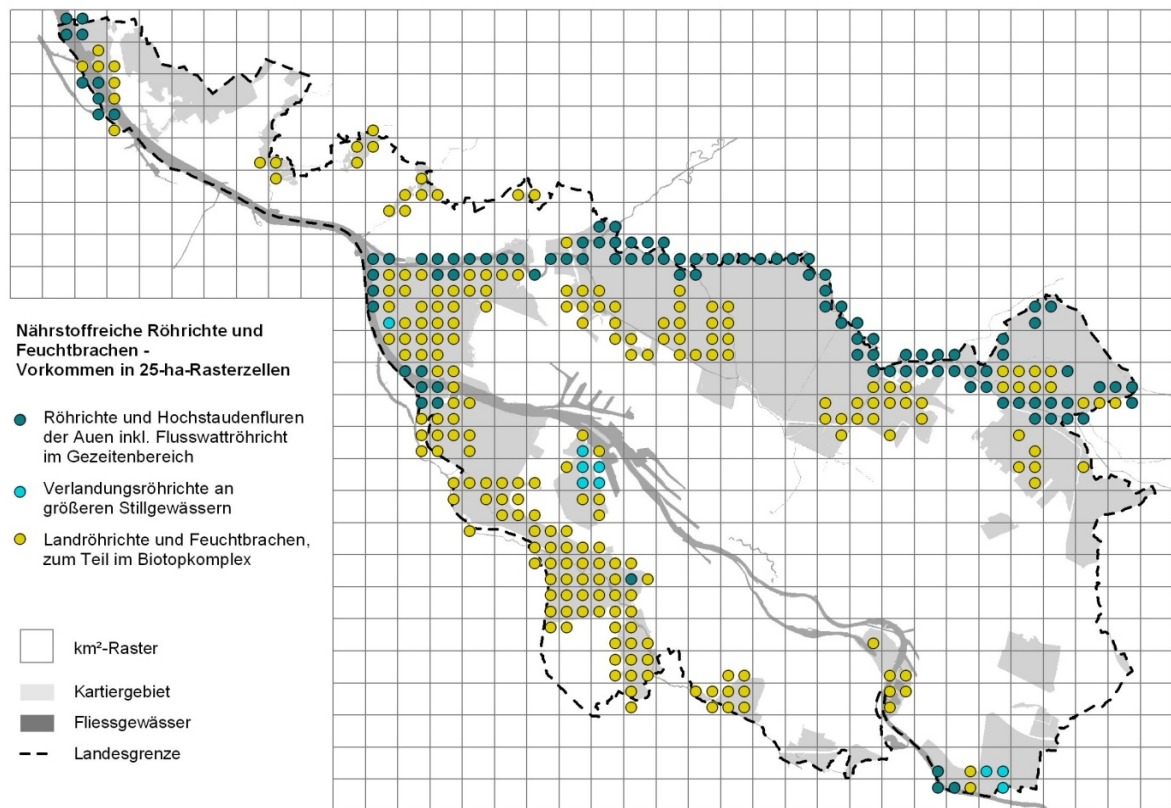 Nährstoffreiche Röhrichte und
Feuchtbrachen -
Vorkommen in 25-ha-Rasterzellen
Röhrichte und Hochstaudenfluren
der Auen inkl. Flusswattröhricht
im Gezeitenbereich
Verlandungsröhrichte an
größeren Stillgewässern
Landröhrichte und Feuchtbrachen,
zum Teil im Biotopkomplex
km²-Raster
Kartiergebiet
Fliessgewässer
Landesgrenze